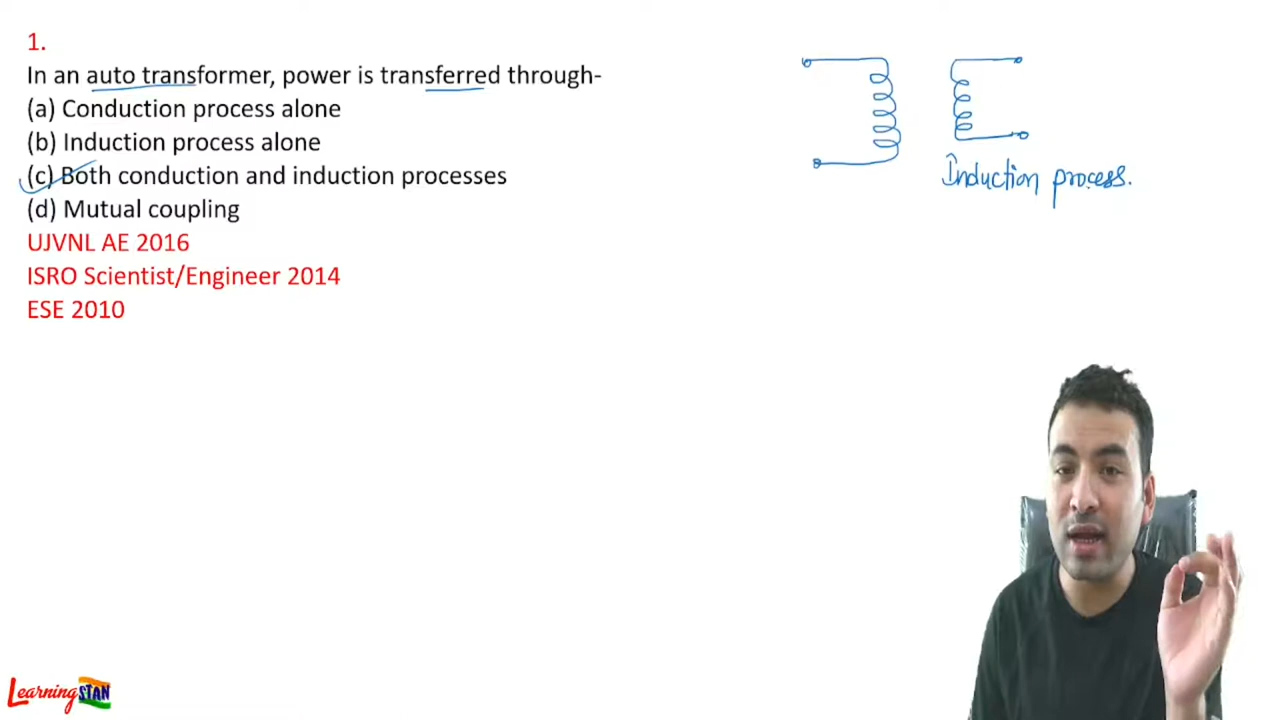 1.
In an auto transformer, power is transferred through-
(a) Conduction process alone
(b) Induction process alone
(c) Both conduction and induction processes
(d) Mutual coupling
UJVNL AE 2016
ISRO Scientist/Engineer 2014
ESE 2010
Induction process.
Learning STAN